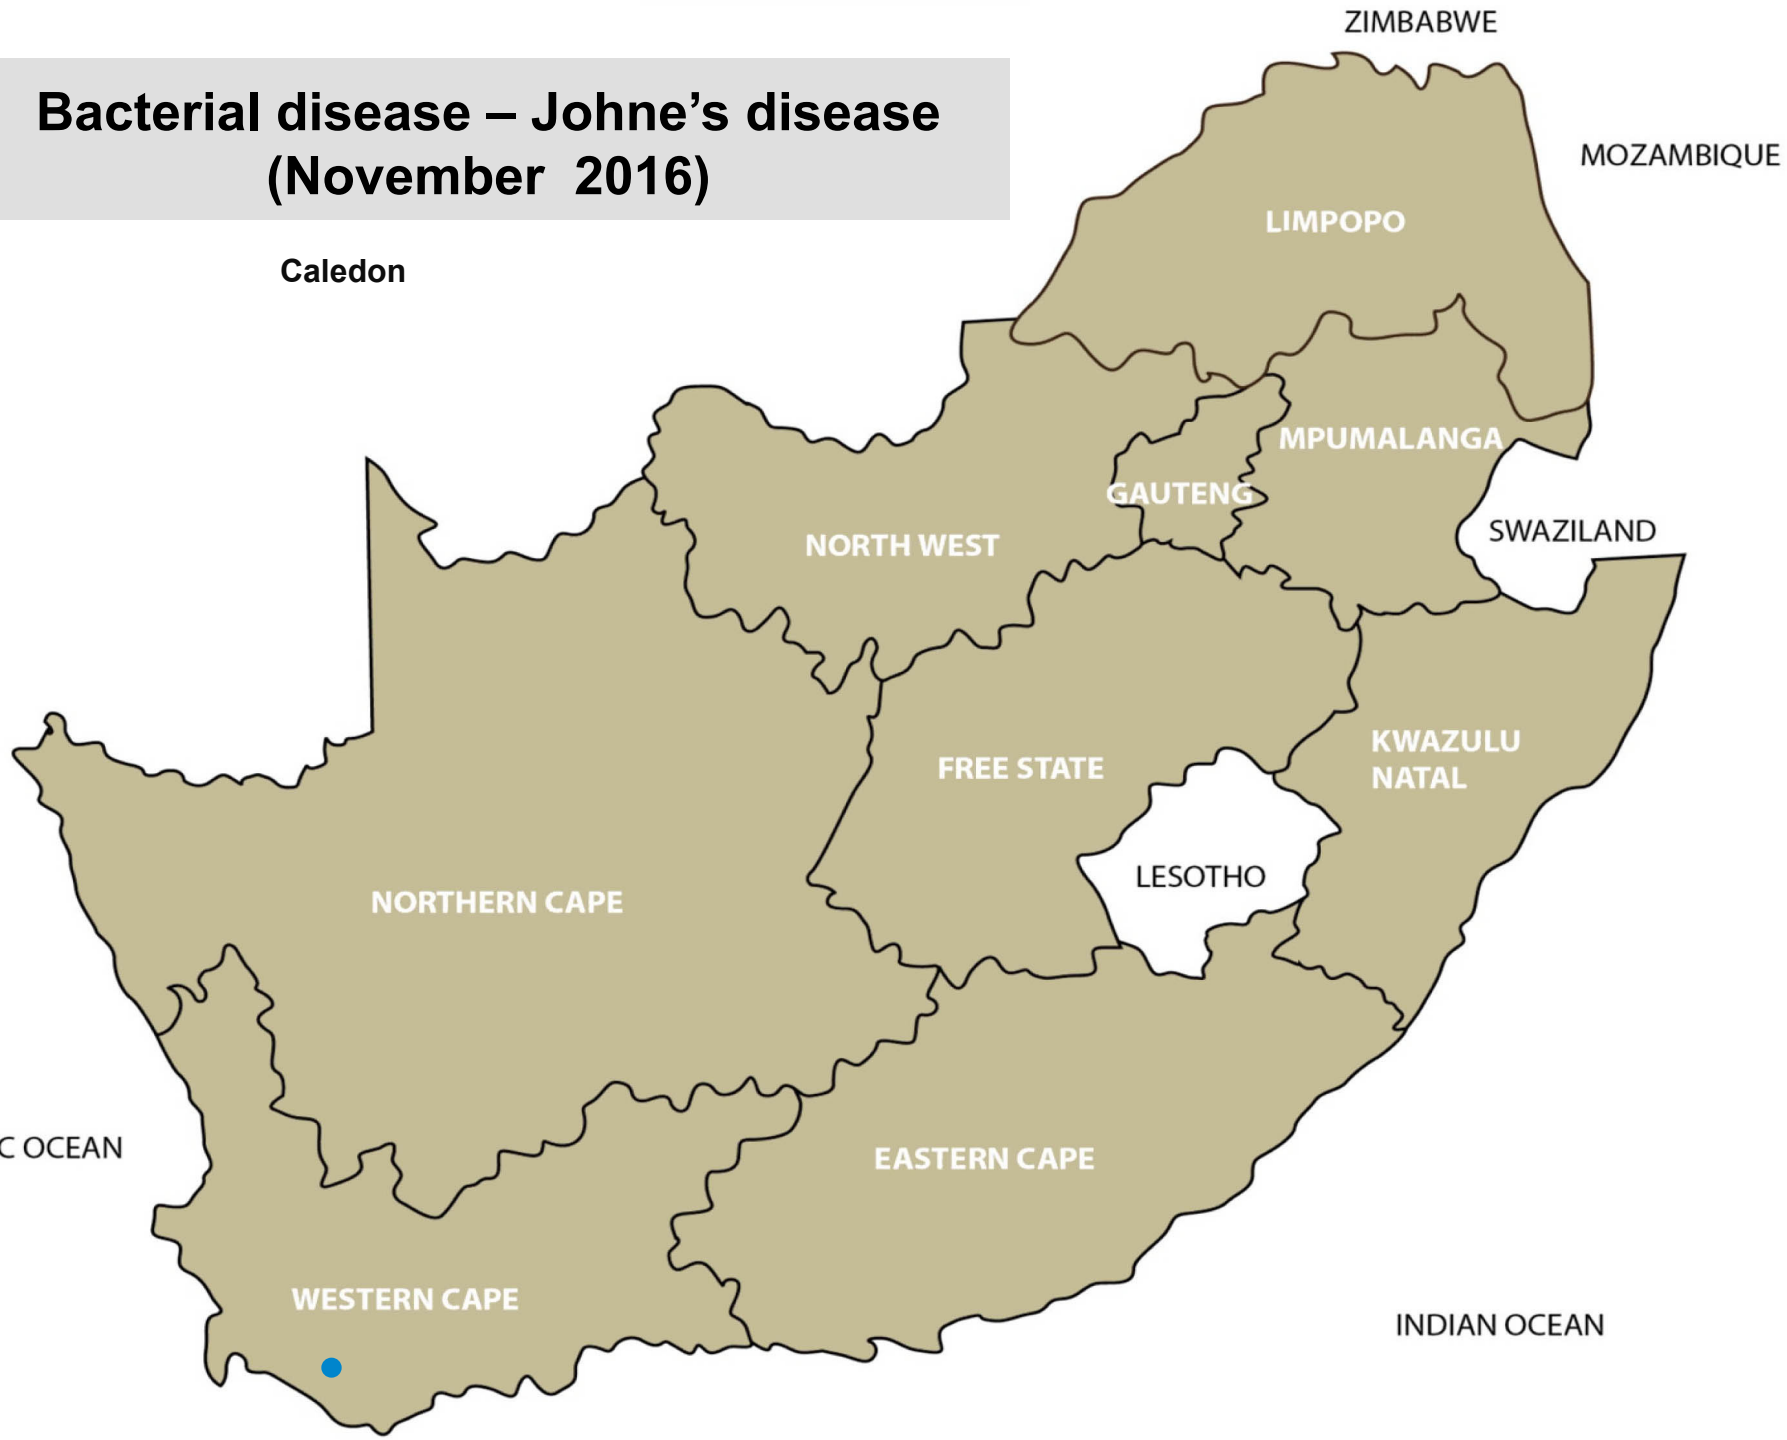 ZIMBABWE
Bacterial disease – Johne’s disease
(November 2016)
MOZAMBIQUE
LIMPOPO
Caledon
MPUMALANGA
GAUTENG
SWAZILAND
NORTH WEST
KWAZULU
NATAL
FREE STATE
LESOTHO
NORTHERN CAPE
C OCEAN
EASTERN CAPE
WESTERN CAPE
INDIAN OCEAN